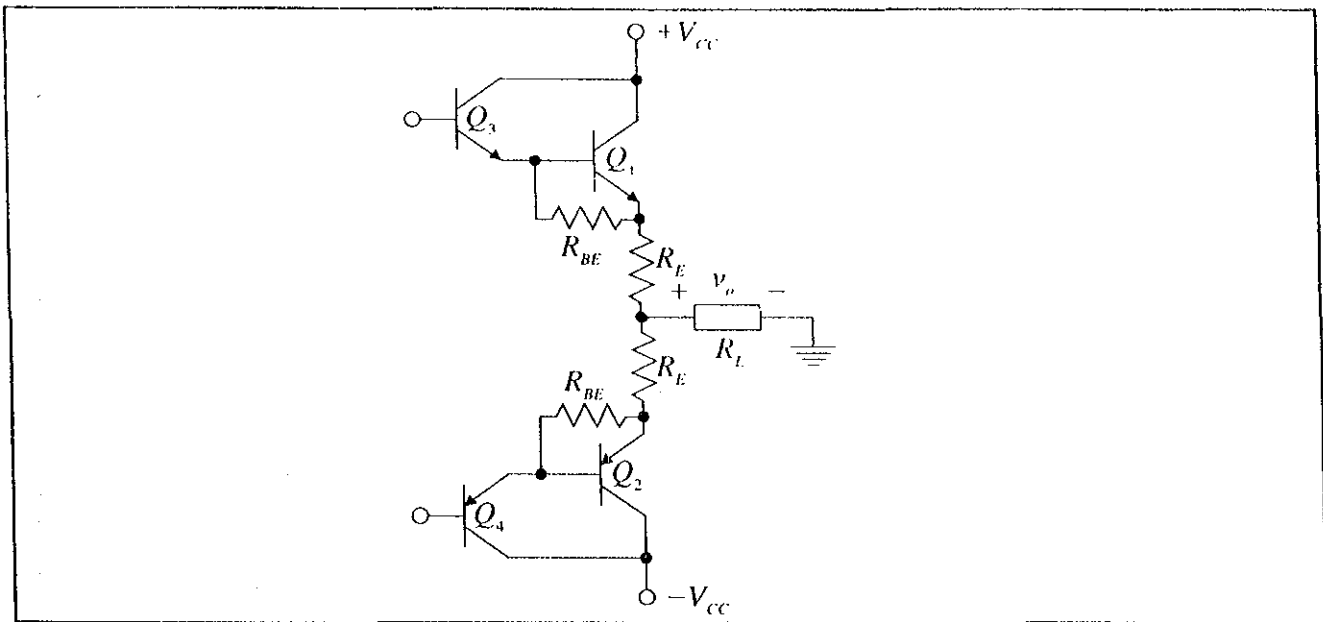 +V_CC
Q_3
Q_1
R_BE
R_E
+ v_o −
R_L
R_E
R_BE
Q_2
Q_4
−V_CC